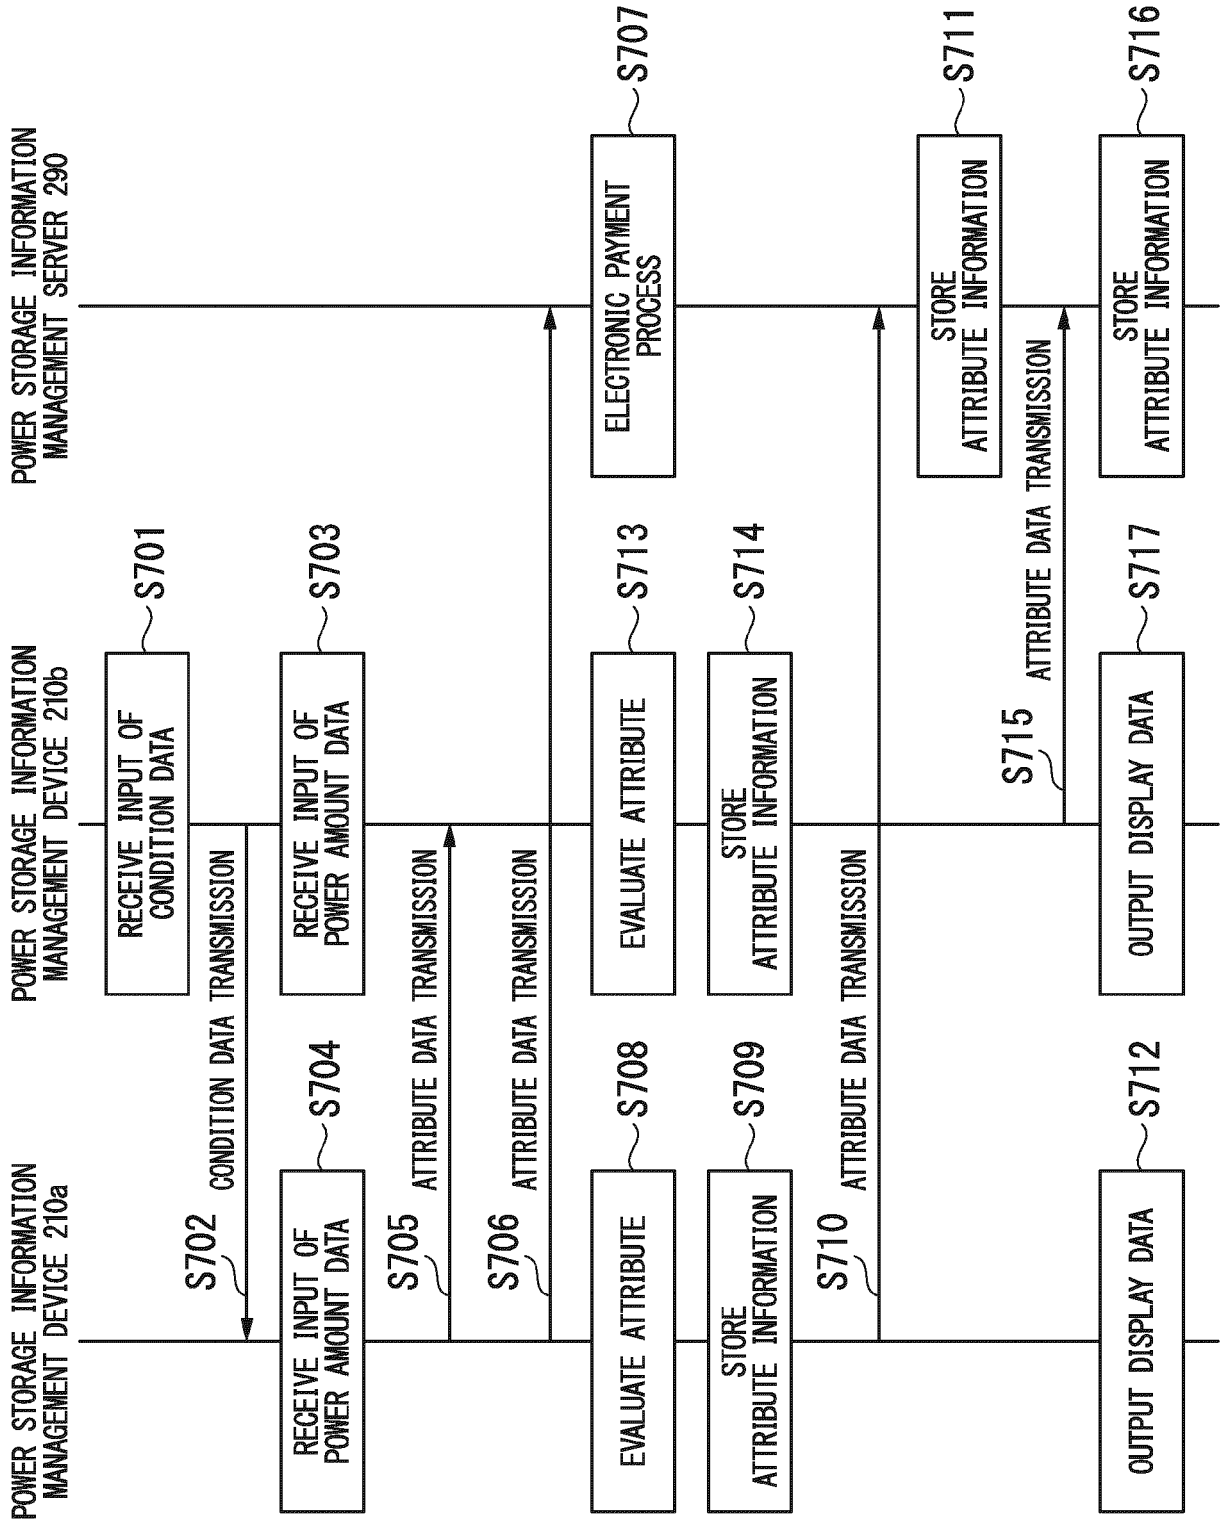 POWER STORAGE INFORMATION
MANAGEMENT DEVICE 210a
POWER STORAGE INFORMATION
MANAGEMENT DEVICE 210b
POWER STORAGE INFORMATION
MANAGEMENT SERVER 290
RECEIVE INPUT OF
CONDITION DATA
S701
S702
CONDITION DATA TRANSMISSION
RECEIVE INPUT OF
POWER AMOUNT DATA
S704
RECEIVE INPUT OF
POWER AMOUNT DATA
S703
S705
ATTRIBUTE DATA TRANSMISSION
S706
ATTRIBUTE DATA TRANSMISSION
EVALUATE ATTRIBUTE
S708
EVALUATE ATTRIBUTE
S713
ELECTRONIC PAYMENT
PROCESS
S707
STORE
ATTRIBUTE INFORMATION
S709
STORE
ATTRIBUTE INFORMATION
S714
S710
ATTRIBUTE DATA TRANSMISSION
STORE
ATTRIBUTE INFORMATION
S711
S715
ATTRIBUTE DATA TRANSMISSION
OUTPUT DISPLAY DATA
S712
OUTPUT DISPLAY DATA
S717
STORE
ATTRIBUTE INFORMATION
S716